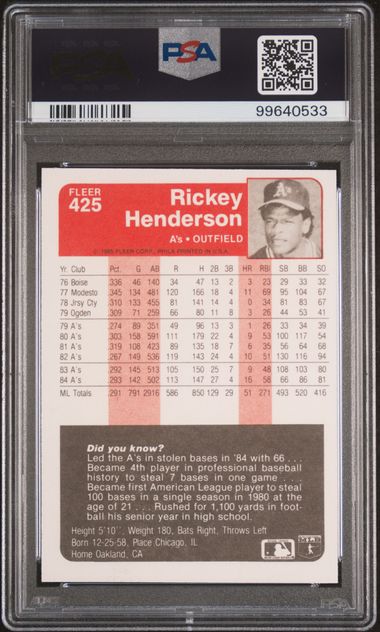 PSA
PSA
99640533
FLEER
425
Rickey
Henderson
A's • OUTFIELD
© 1985 FLEER CORP., PHILA PRINTED IN U.S.A.
Yr. Club Pct. G AB R H 2B 3B HR RBI SB BB SO
76 Boise .336 46 140 34 47 13 2 3 23 29 33 32
77 Modesto .345 134 481 120 166 18 4 11 69 95 104 67
78 Jrsy Cty .310 133 455 81 141 14 4 0 34 81 83 67
79 Ogden .309 71 259 66 80 11 8 3 26 44 53 41
79 A's .274 89 351 49 96 13 3 1 26 33 34 39
80 A's .303 158 591 111 179 22 4 9 53 100 117 54
81 A's .319 108 423 89 135 18 7 6 35 56 64 68
82 A's .267 149 536 119 143 24 4 10 51 130 116 94
83 A's .292 145 513 105 150 25 7 9 48 108 103 80
84 A's .293 142 502 113 147 27 4 16 58 66 86 81
ML Totals .291 791 2916 586 850 129 29 51 271 493 520 416
Did you know?
Led the A's in stolen bases in '84 with 66 . . .
Became 4th player in professional baseball
history to steal 7 bases in one game . . .
Became first American League player to steal
100 bases in a single season in 1980 at the
age of 21 . . . Rushed for 1,100 yards in foot-
ball his senior year in high school.
Height 5'10'', Weight 180, Bats Right, Throws Left
Born 12-25-58, Place Chicago, IL
Home Oakland, CA